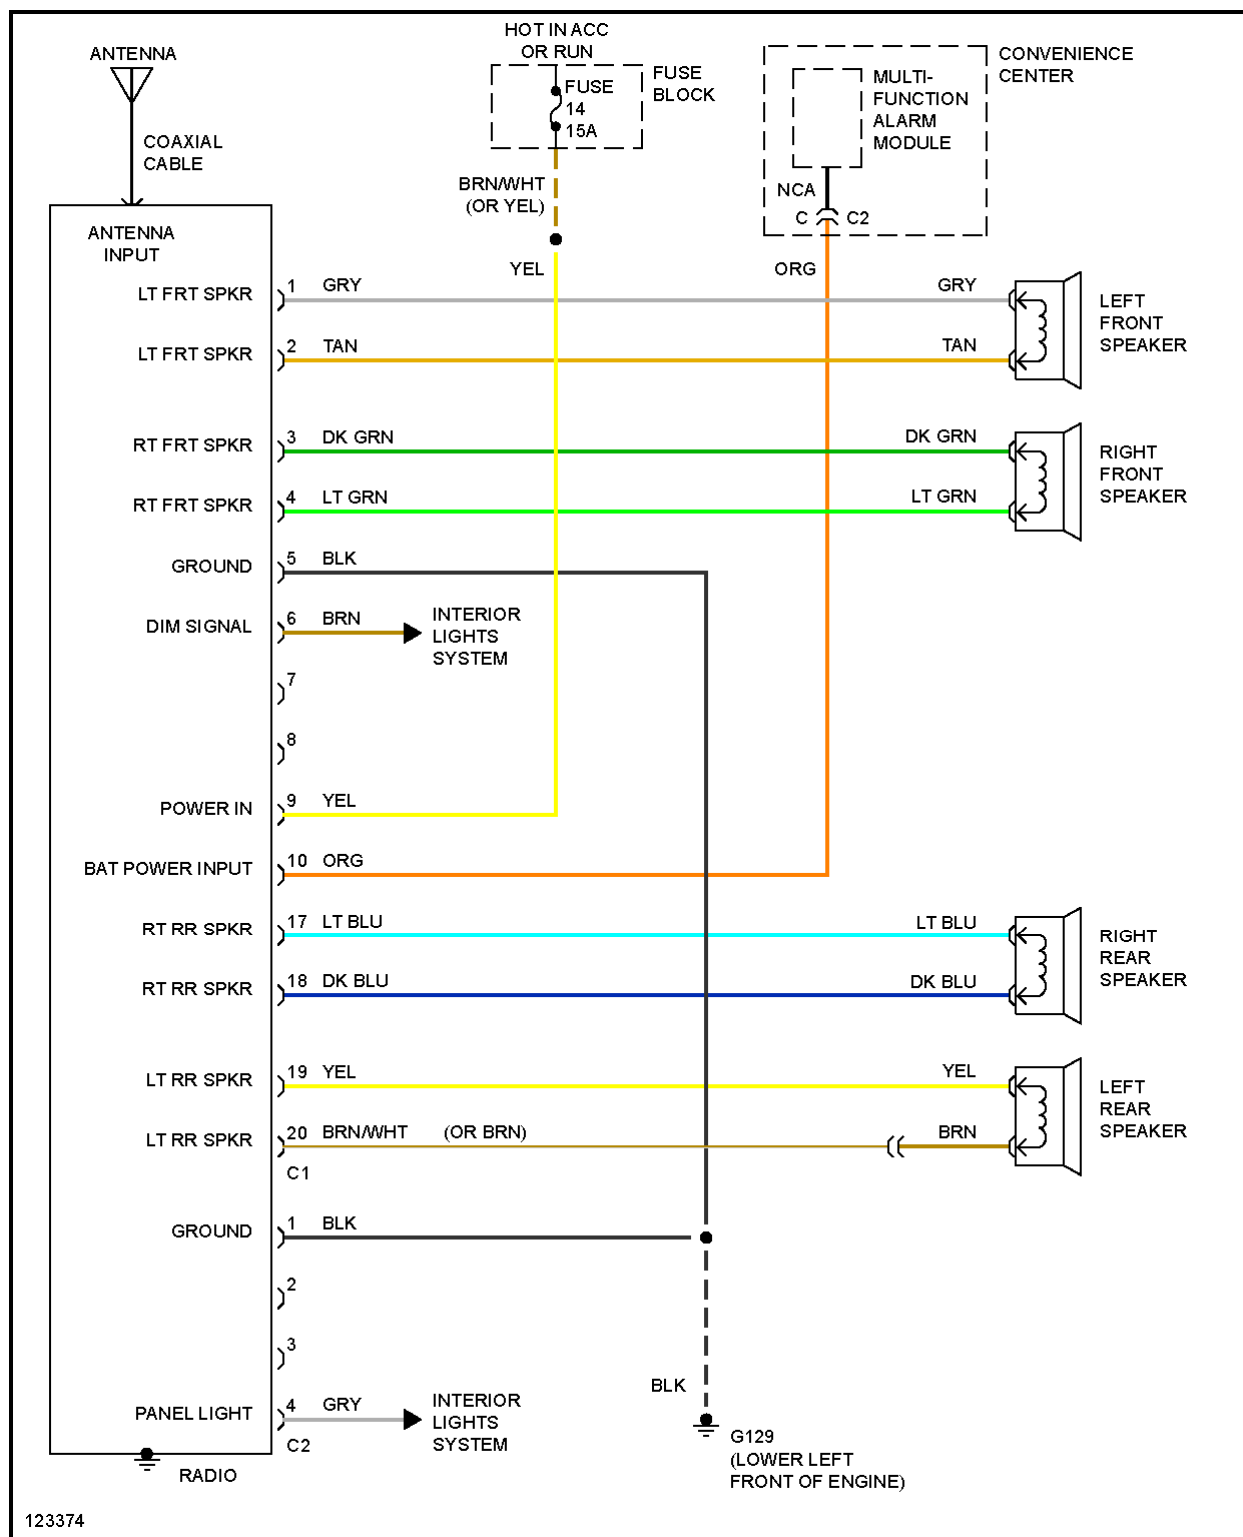 ANTENNA
COAXIAL
CABLE
HOT IN ACC
OR RUN
FUSE
14
15A
FUSE
BLOCK
BRN/WHT
(OR YEL)
YEL
CONVENIENCE
CENTER
MULTI-
FUNCTION
ALARM
MODULE
NCA
C
C2
ORG
ANTENNA
INPUT
LT FRT SPKR
1
GRY
GRY
LEFT
FRONT
SPEAKER
LT FRT SPKR
2
TAN
TAN
RT FRT SPKR
3
DK GRN
DK GRN
RIGHT
FRONT
SPEAKER
RT FRT SPKR
4
LT GRN
LT GRN
GROUND
5
BLK
DIM SIGNAL
6
BRN
INTERIOR
LIGHTS
SYSTEM
7
8
POWER IN
9
YEL
BAT POWER INPUT
10
ORG
RT RR SPKR
17
LT BLU
LT BLU
RIGHT
REAR
SPEAKER
RT RR SPKR
18
DK BLU
DK BLU
LT RR SPKR
19
YEL
YEL
LEFT
REAR
SPEAKER
LT RR SPKR
20
BRN/WHT
(OR BRN)
BRN
C1
GROUND
1
BLK
2
3
BLK
PANEL LIGHT
4
GRY
INTERIOR
LIGHTS
SYSTEM
C2
G129
(LOWER LEFT
FRONT OF ENGINE)
RADIO
123374